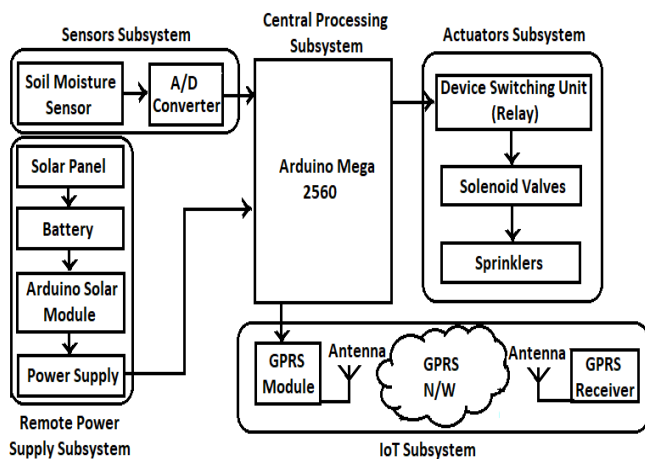 Sensors Subsystem
Soil Moisture
Sensor
A/D
Converter
Central Processing
Subsystem
Arduino Mega
2560
Actuators Subsystem
Device Switching Unit
(Relay)
Solenoid Valves
Sprinklers
Solar Panel
Battery
Arduino Solar
Module
Power Supply
Remote Power
Supply Subsystem
GPRS
Module
Antenna
GPRS
N/W
Antenna
GPRS
Receiver
IoT Subsystem